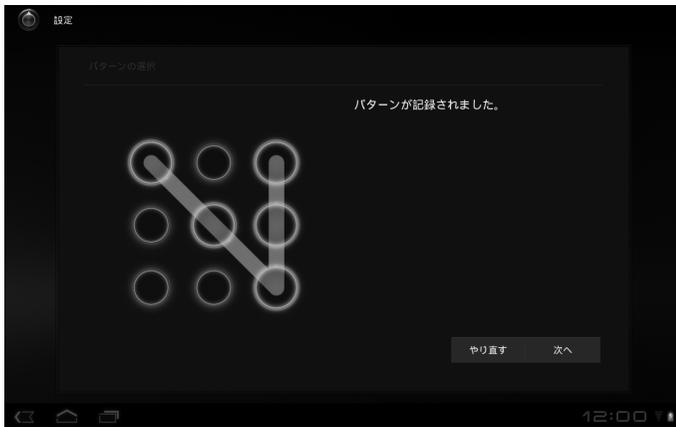 設定
パターンの選択
パターンが記録されました。
やり直す
次へ
12:00